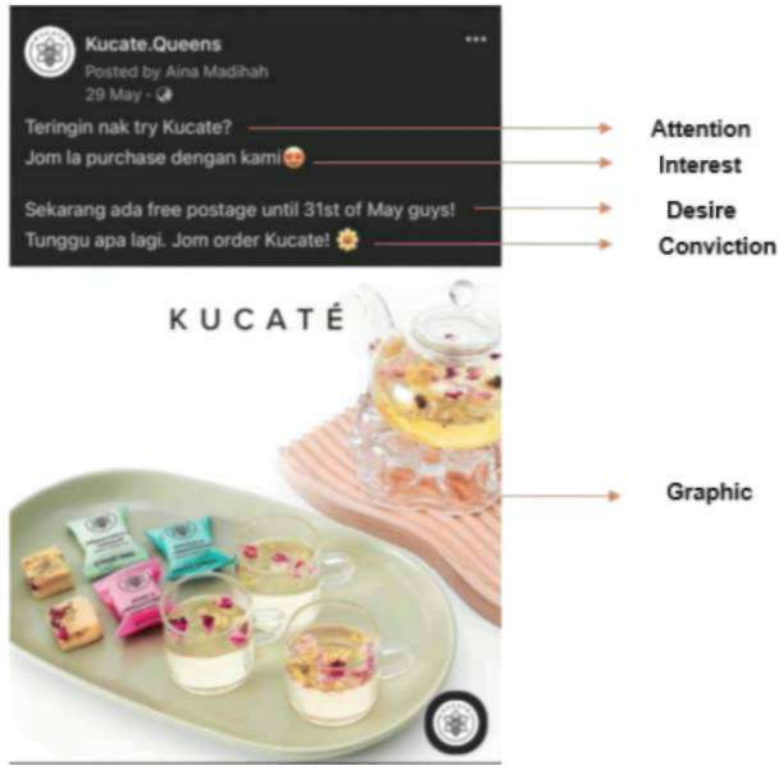 Kucate.Queens
Posted by Aina Madihah
29 May
Teringin nak try Kucate?
Attention
Jom la purchase dengan kami😍
Interest
Sekarang ada free postage until 31st of May guys!
Desire
Tunggu apa lagi. Jom order Kucate! 🌼
Conviction
KUCATÉ
Graphic